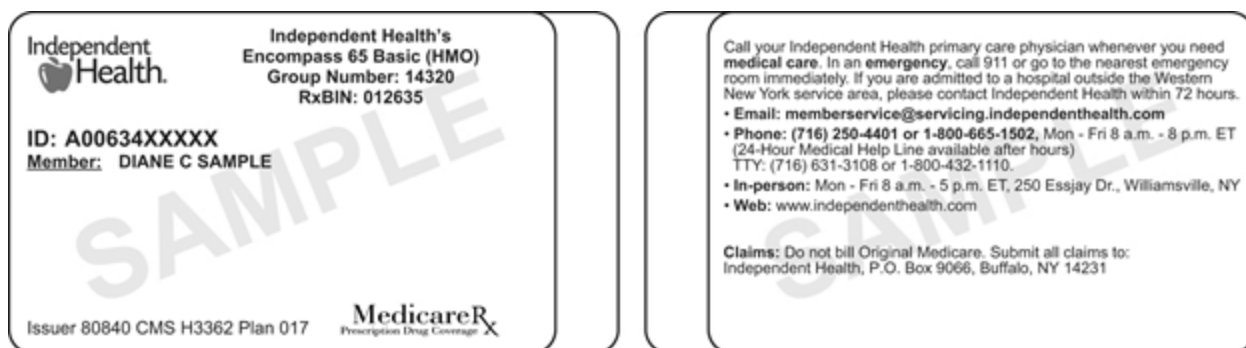 Independent
Health.
Independent Health's
Encompass 65 Basic (HMO)
Group Number: 14320
RxBIN: 012635
ID: A00634XXXXX
Member: DIANE C SAMPLE
SAMPLE
Issuer 80840 CMS H3362 Plan 017
MedicareRx
Prescription Drug Coverage
Call your Independent Health primary care physician whenever you need
medical care. In an emergency, call 911 or go to the nearest emergency
room immediately. If you are admitted to a hospital outside the Western
New York service area, please contact Independent Health within 72 hours.
• Email: memberservice@servicing.independenthealth.com
• Phone: (716) 250-4401 or 1-800-665-1502, Mon - Fri 8 a.m. - 8 p.m. ET
(24-Hour Medical Help Line available after hours)
TTY: (716) 631-3108 or 1-800-432-1110.
• In-person: Mon - Fri 8 a.m. - 5 p.m. ET, 250 Essjay Dr., Williamsville, NY
• Web: www.independenthealth.com
SAMPLE
Claims: Do not bill Original Medicare. Submit all claims to:
Independent Health, P.O. Box 9066, Buffalo, NY 14231